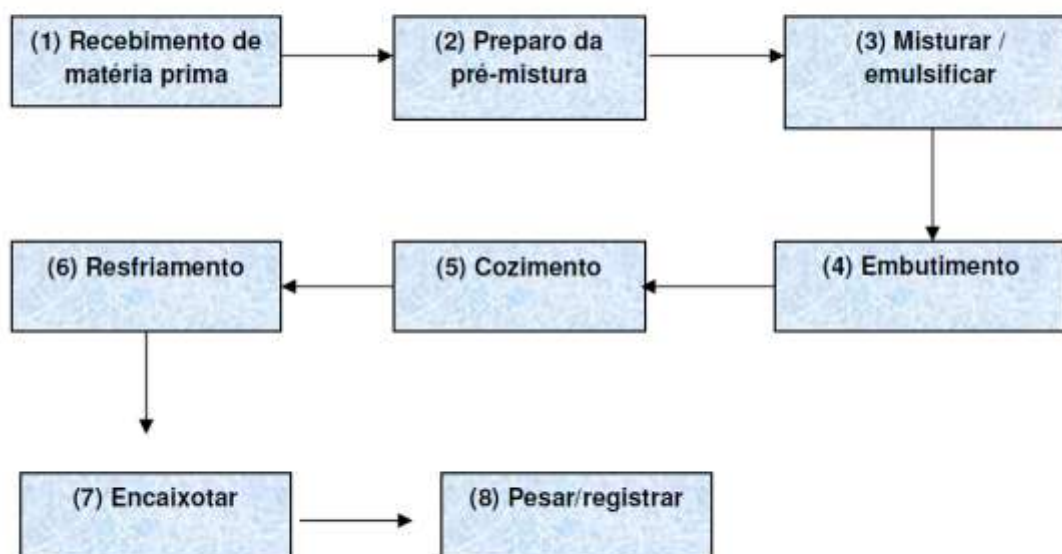 (1) Recebimento de
matéria prima
(2) Preparo da
pré-mistura
(3) Misturar /
emulsificar
(4) Embutimento
(5) Cozimento
(6) Resfriamento
(7) Encaixotar
(8) Pesar/registrar